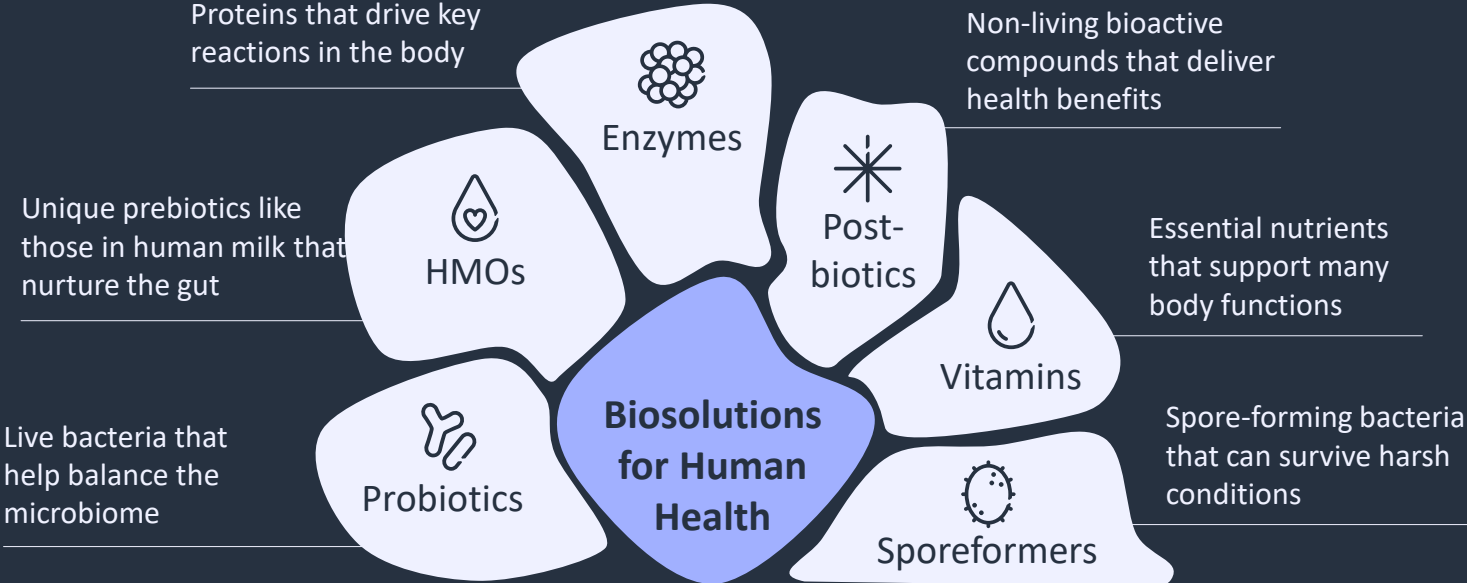 Proteins that drive key
reactions in the body
Enzymes
Non-living bioactive
compounds that deliver
health benefits
Post-
biotics
Unique prebiotics like
those in human milk that
nurture the gut
HMOs
Essential nutrients
that support many
body functions
Vitamins
Live bacteria that
help balance the
microbiome
Probiotics
Biosolutions
for Human
Health
Spore-forming bacteria
that can survive harsh
conditions
Sporeformers